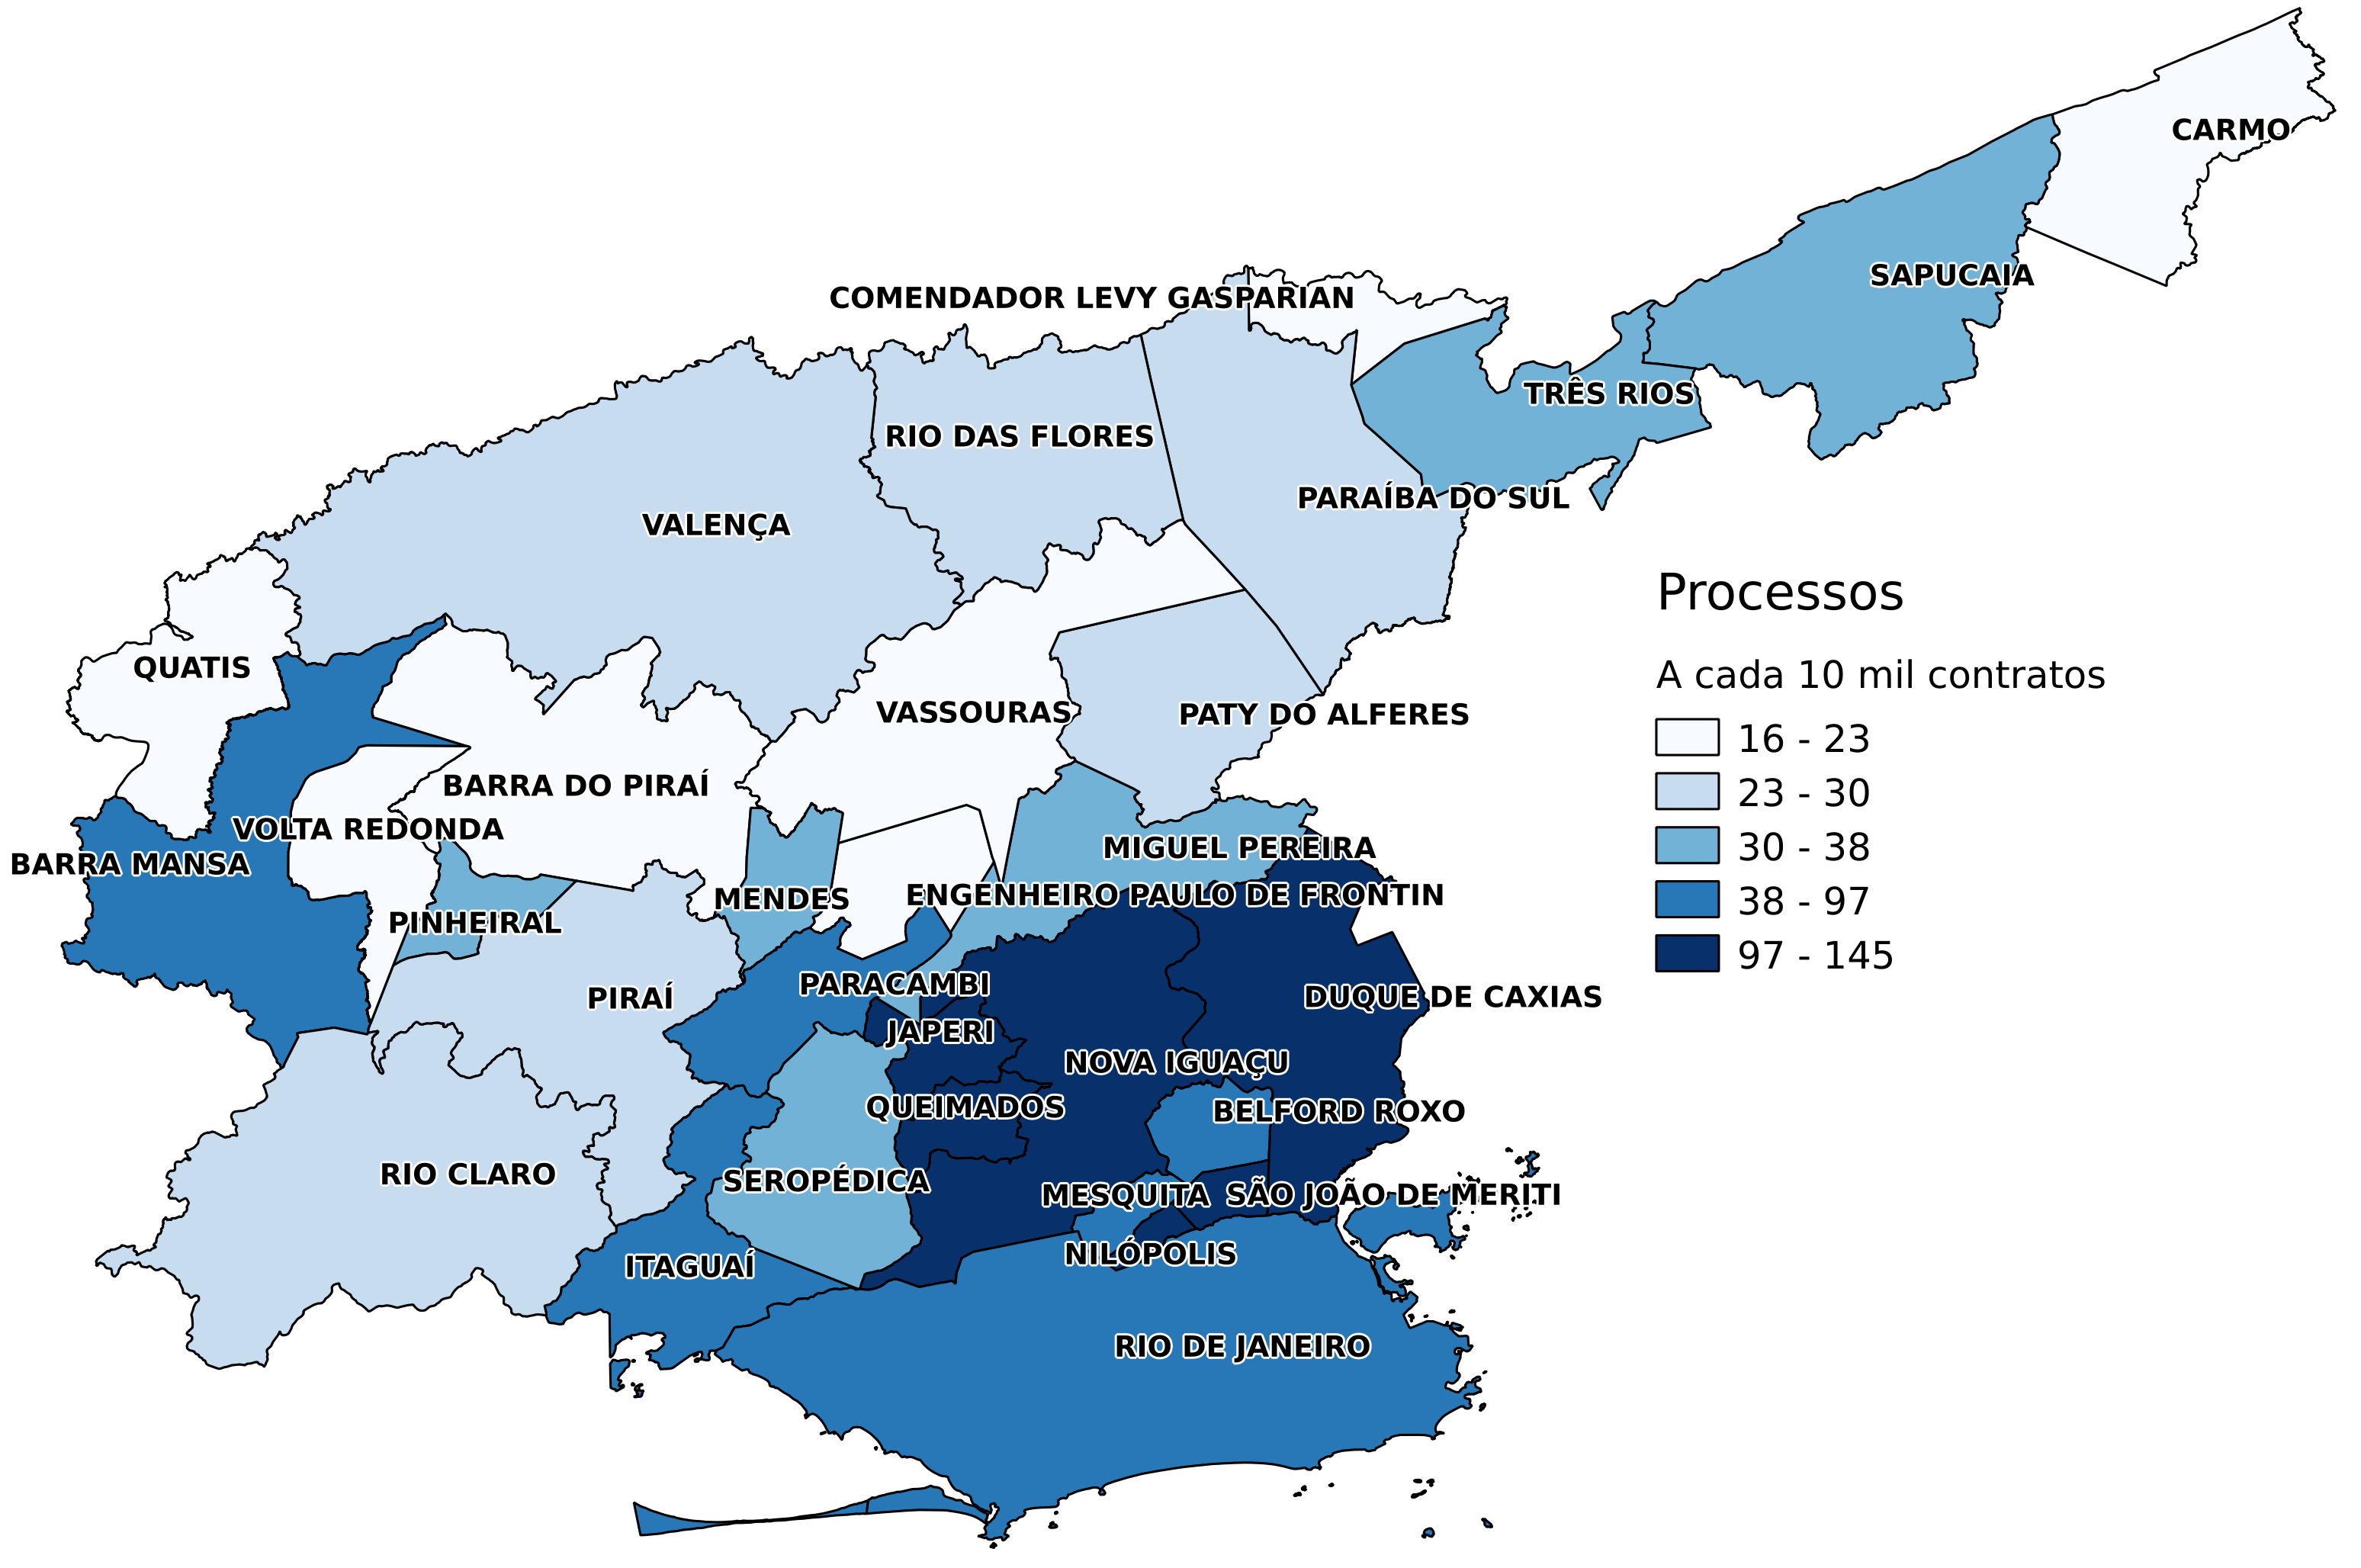 CARMO
SAPUCAIA
COMENDADOR LEVY GASPARIAN
TRÊS RIOS
RIO DAS FLORES
PARAÍBA DO SUL
VALENÇA
QUATIS
VASSOURAS
PATY DO ALFERES
BARRA DO PIRAÍ
VOLTA REDONDA
MIGUEL PEREIRA
BARRA MANSA
MENDES
ENGENHEIRO PAULO DE FRONTIN
PINHEIRAL
PARACAMBI
PIRAÍ
DUQUE DE CAXIAS
JAPERI
NOVA IGUAÇU
QUEIMADOS
BELFORD ROXO
RIO CLARO
SEROPÉDICA
MESQUITA
SÃO JOÃO DE MERITI
NILÓPOLIS
ITAGUAÍ
RIO DE JANEIRO
Processos
A cada 10 mil contratos
16 - 23
23 - 30
30 - 38
38 - 97
97 - 145